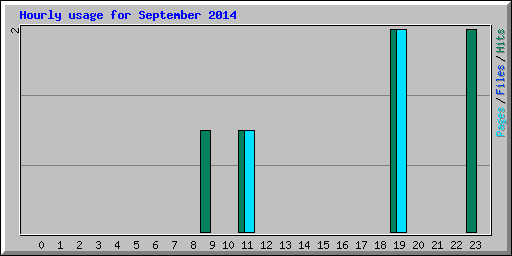 Hourly usage for September 2014
2
Pages/Files/Hits
0 1 2 3 4 5 6 7 8 9 10 11 12 13 14 15 16 17 18 19 20 21 22 23